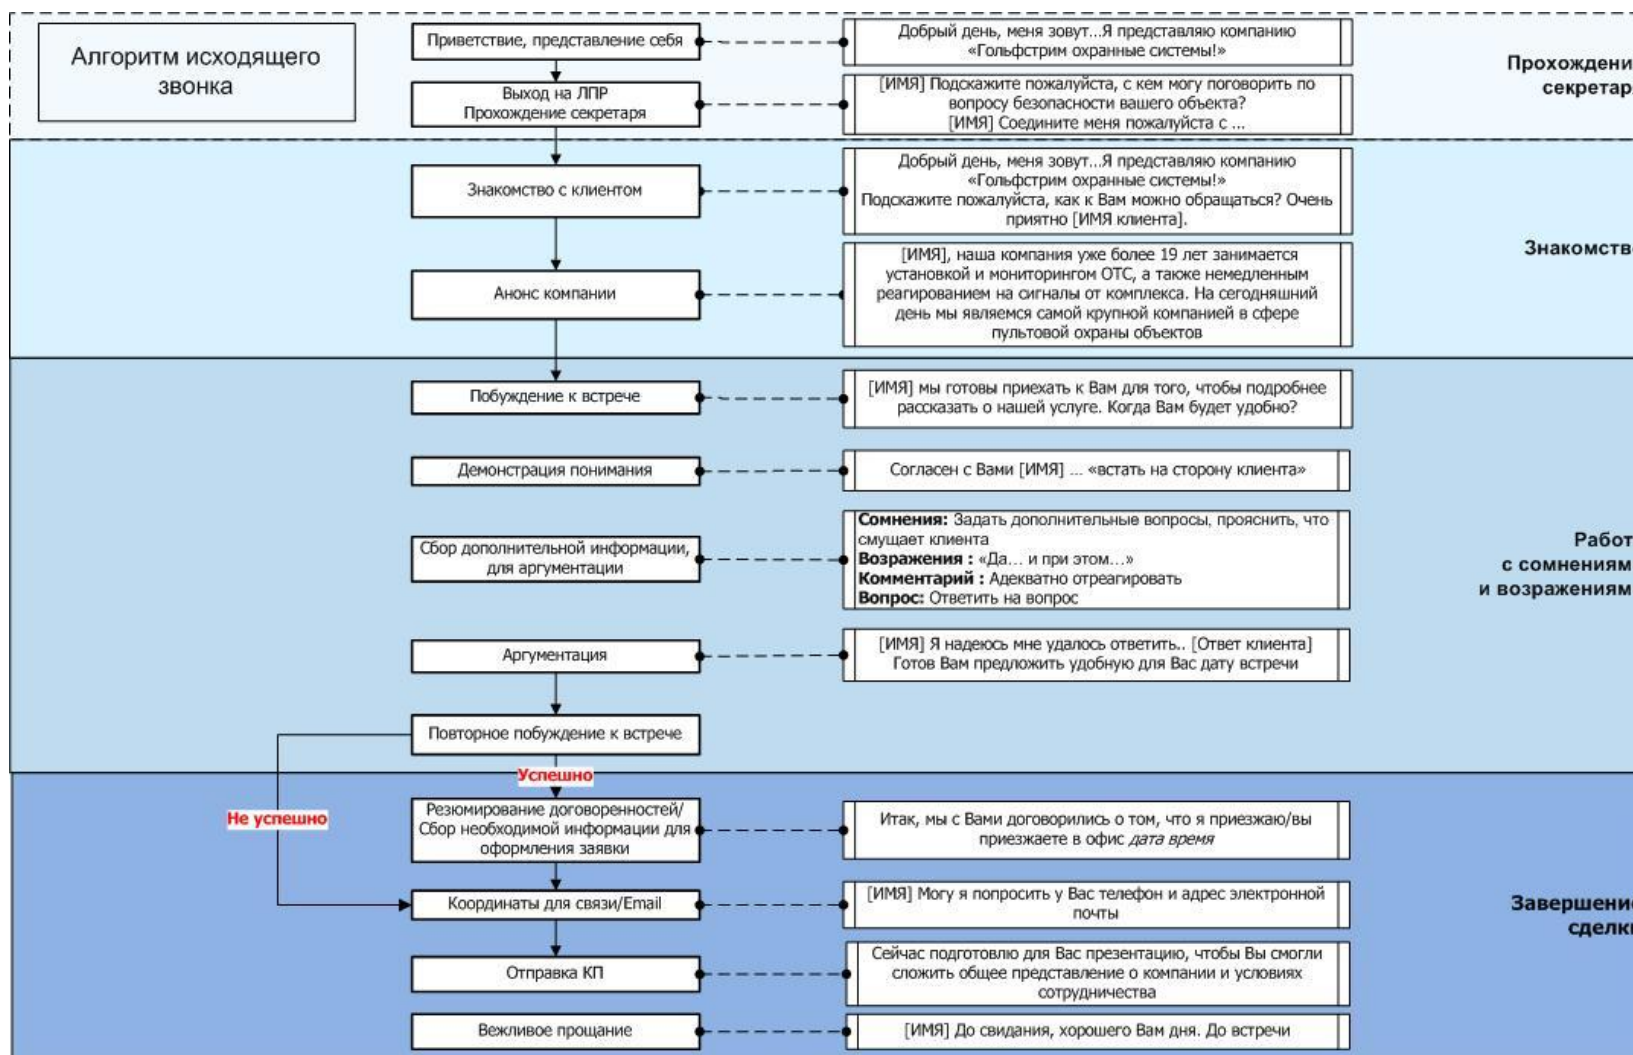 Алгоритм исходящего
звонка
Приветствие, представление себя
Добрый день, меня зовут...Я представляю компанию
«Гольфстрим охранные системы!»
Прохождени
секретар
Выход на ЛПР
Прохождение секретаря
[ИМЯ] Подскажите пожалуйста, с кем могу поговорить по
вопросу безопасности вашего объекта?
[ИМЯ] Соедините меня пожалуйста с ...
Знакомство с клиентом
Добрый день, меня зовут...Я представляю компанию
«Гольфстрим охранные системы!»
Подскажите пожалуйста, как к Вам можно обращаться? Очень
приятно [ИМЯ клиента].
Знакомств
Анонс компании
[ИМЯ], наша компания уже более 19 лет занимается
установкой и мониторингом ОТС, а также немедленным
реагированием на сигналы от комплекса. На сегодняшний
день мы являемся самой крупной компанией в сфере
пультовой охраны объектов
Побуждение к встрече
[ИМЯ] мы готовы приехать к Вам для того, чтобы подробнее
рассказать о нашей услуге. Когда Вам будет удобно?
Демонстрация понимания
Согласен с Вами [ИМЯ] ... «встать на сторону клиента»
Сбор дополнительной информации,
для аргументации
Сомнения: Задать дополнительные вопросы, прояснить, что
смущает клиента
Возражения : «Да... и при этом...»
Комментарий : Адекватно отреагировать
Вопрос: Ответить на вопрос
Работ
с сомнениям
и возражениям
Аргументация
[ИМЯ] Я надеюсь мне удалось ответить.. [Ответ клиента]
Готов Вам предложить удобную для Вас дату встречи
Повторное побуждение к встрече
Успешно
Не успешно
Резюмирование договоренностей/
Сбор необходимой информации для
оформления заявки
Итак, мы с Вами договорились о том, что я приезжаю/вы
приезжаете в офис дата время
Координаты для связи/Email
[ИМЯ] Могу я попросить у Вас телефон и адрес электронной
почты
Завершени
сделк
Отправка КП
Сейчас подготовлю для Вас презентацию, чтобы Вы смогли
сложить общее представление о компании и условиях
сотрудничества
Вежливое прощание
[ИМЯ] До свидания, хорошего Вам дня. До встречи